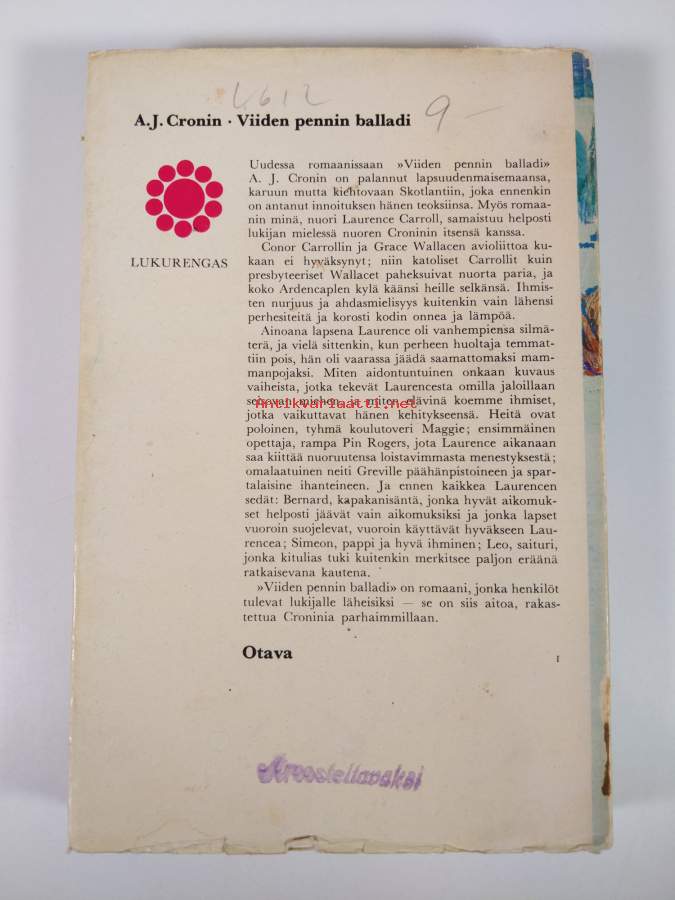 4612
A.J. Cronin · Viiden pennin balladi 9-
LUKURENGAS
Uudessa romaanissaan »Viiden pennin balladi»
A. J. Cronin on palannut lapsuudenmaisemaansa,
karuun mutta kiehtovaan Skotlantiin, joka ennenkin
on antanut innoituksen hänen teoksiinsa. Myös romaa-
nin minä, nuori Laurence Carroll, samaistuu helposti
lukijan mielessä nuoren Croninin itsensä kanssa.
Conor Carrollin ja Grace Wallacen avioliittoa ku-
kaan ei hyväksynyt; niin katoliset Carrollit kuin
presbyteeriset Wallacet paheksuivat nuorta paria, ja
koko Ardencaplen kylä käänsi heille selkänsä. Ihmis-
ten nurjuus ja ahdasmielisyys kuitenkin vain lähensi
perhesiteitä ja korosti kodin onnea ja lämpöä.
Ainoana lapsena Laurence oli vanhempiensa silmä-
terä, ja vielä sittenkin, kun perheen huoltaja temmat-
tiin pois, hän oli vaarassa jäädä saamattomaksi mam-
manpojaksi. Miten aidontuntuinen onkaan kuvaus
vaiheista, jotka tekevät Laurencesta omilla jaloillaan
seisovan miehen, ja miten elävinä koemme ihmiset,
Antikvariaatti.net
jotka vaikuttavat hänen kehitykseensä. Heitä ovat
poloinen, tyhmä koulutoveri Maggie; ensimmäinen
opettaja, rampa Pin Rogers, jota Laurence aikanaan
saa kiittää nuoruutensa loistavimmasta menestyksestä;
omalaatuinen neiti Greville päähänpistoineen ja spar-
talaisine ihanteineen. Ja ennen kaikkea Laurencen
sedät: Bernard, kapakanisäntä, jonka hyvät aikomuk-
set helposti jäävät vain aikomuksiksi ja jonka lapset
vuoroin suojelevat, vuoroin käyttävät hyväkseen Lau-
rencea; Simeon, pappi ja hyvä ihminen; Leo, saituri,
jonka kitulias tuki kuitenkin merkitsee paljon eräänä
ratkaisevana kautena.
»Viiden pennin balladi» on romaani, jonka henkilöt
tulevat lukijalle läheisiksi — se on siis aitoa, rakas-
tettua Croninia parhaimmillaan.
Otava 1
Arvosteltavaksi